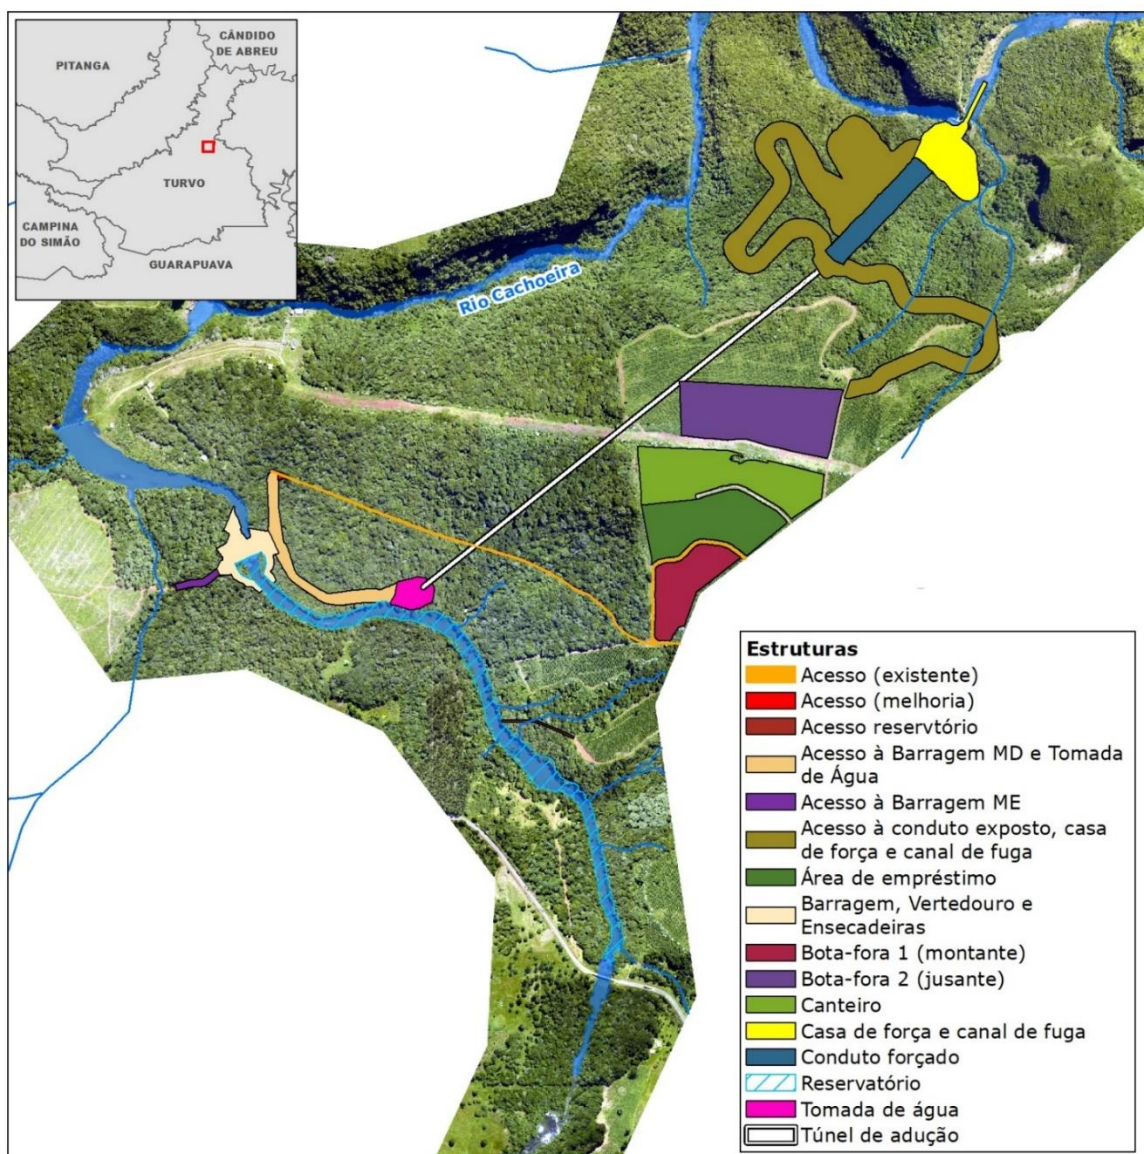 CÂNDIDO
DE ABREU
PITANGA
TURVO
CAMPINA
DO SIMÃO
GUARAPUAVA
Rio Cachoeira
Estruturas
Acesso (existente)
Acesso (melhoria)
Acesso reservtório
Acesso à Barragem MD e Tomada
de Água
Acesso à Barragem ME
Acesso à conduto exposto, casa
de força e canal de fuga
Área de empréstimo
Barragem, Vertedouro e
Ensecadeiras
Bota-fora 1 (montante)
Bota-fora 2 (jusante)
Canteiro
Casa de força e canal de fuga
Conduto forçado
Reservatório
Tomada de água
Túnel de adução